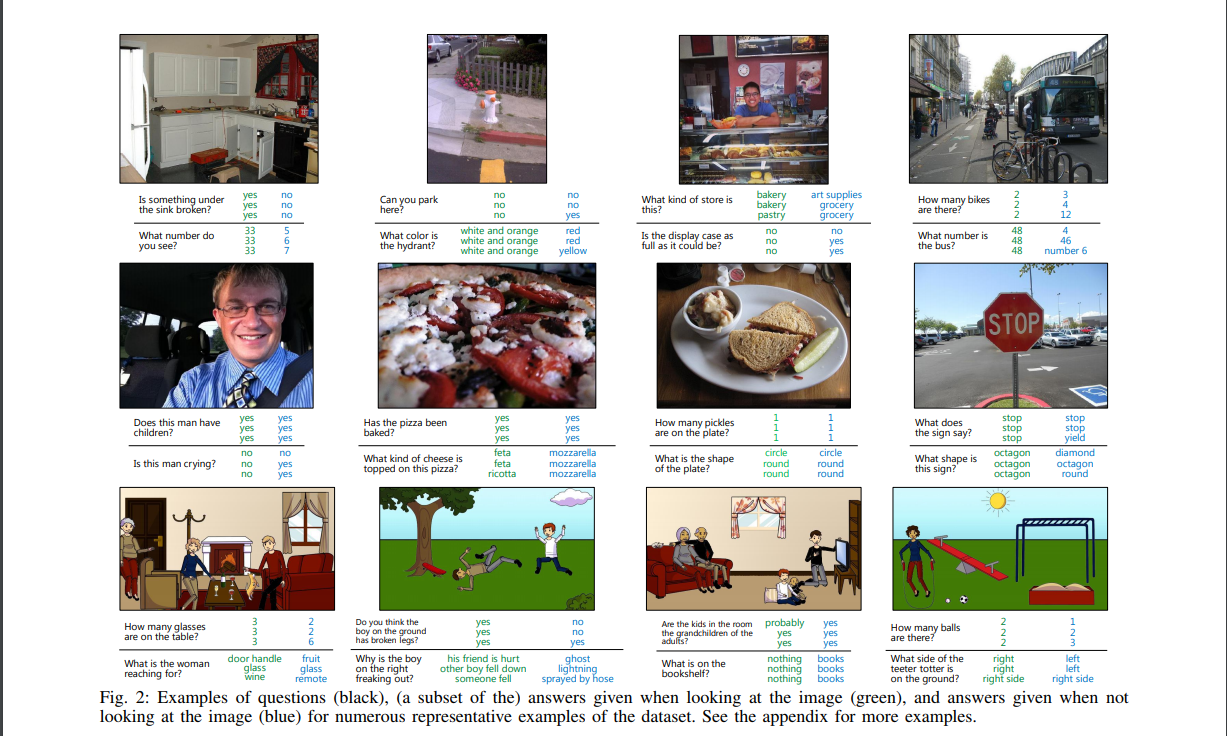 STOP
Is something under
the sink broken?
yes no
yes no
yes no
What number do
you see?
33 5
33 6
33 7
Can you park
here?
no no
no no
no yes
What color is
the hydrant?
white and orange red
white and orange red
white and orange yellow
What kind of store is
this?
bakery art supplies
bakery grocery
pastry grocery
Is the display case as
full as it could be?
no no
no yes
no yes
How many bikes
are there?
2 3
2 4
2 12
What number is
the bus?
48 4
48 46
48 number 6
Does this man have
children?
yes yes
yes yes
yes yes
Is this man crying?
no no
no yes
no yes
Has the pizza been
baked?
yes yes
yes yes
yes yes
What kind of cheese is
topped on this pizza?
feta mozzarella
feta mozzarella
ricotta mozzarella
How many pickles
are on the plate?
1 1
1 1
1 1
What is the shape
of the plate?
circle circle
round round
round round
What does
the sign say?
stop stop
stop stop
stop yield
What shape is
this sign?
octagon diamond
octagon octagon
octagon round
How many glasses
are on the table?
3 2
3 2
3 6
What is the woman
reaching for?
door handle fruit
glass glass
wine remote
Do you think the
boy on the ground
has broken legs?
yes no
yes no
yes yes
Why is the boy
on the right
freaking out?
his friend is hurt ghost
other boy fell down lightning
someone fell sprayed by hose
Are the kids in the room
the grandchildren of the
adults?
probably yes
yes yes
yes yes
What is on the
bookshelf?
nothing books
nothing books
nothing books
How many balls
are there?
2 1
2 2
2 3
What side of the
teeter totter is
on the ground?
right left
right left
right side right side
Fig. 2: Examples of questions (black), (a subset of the) answers given when looking at the image (green), and answers given when not
looking at the image (blue) for numerous representative examples of the dataset. See the appendix for more examples.